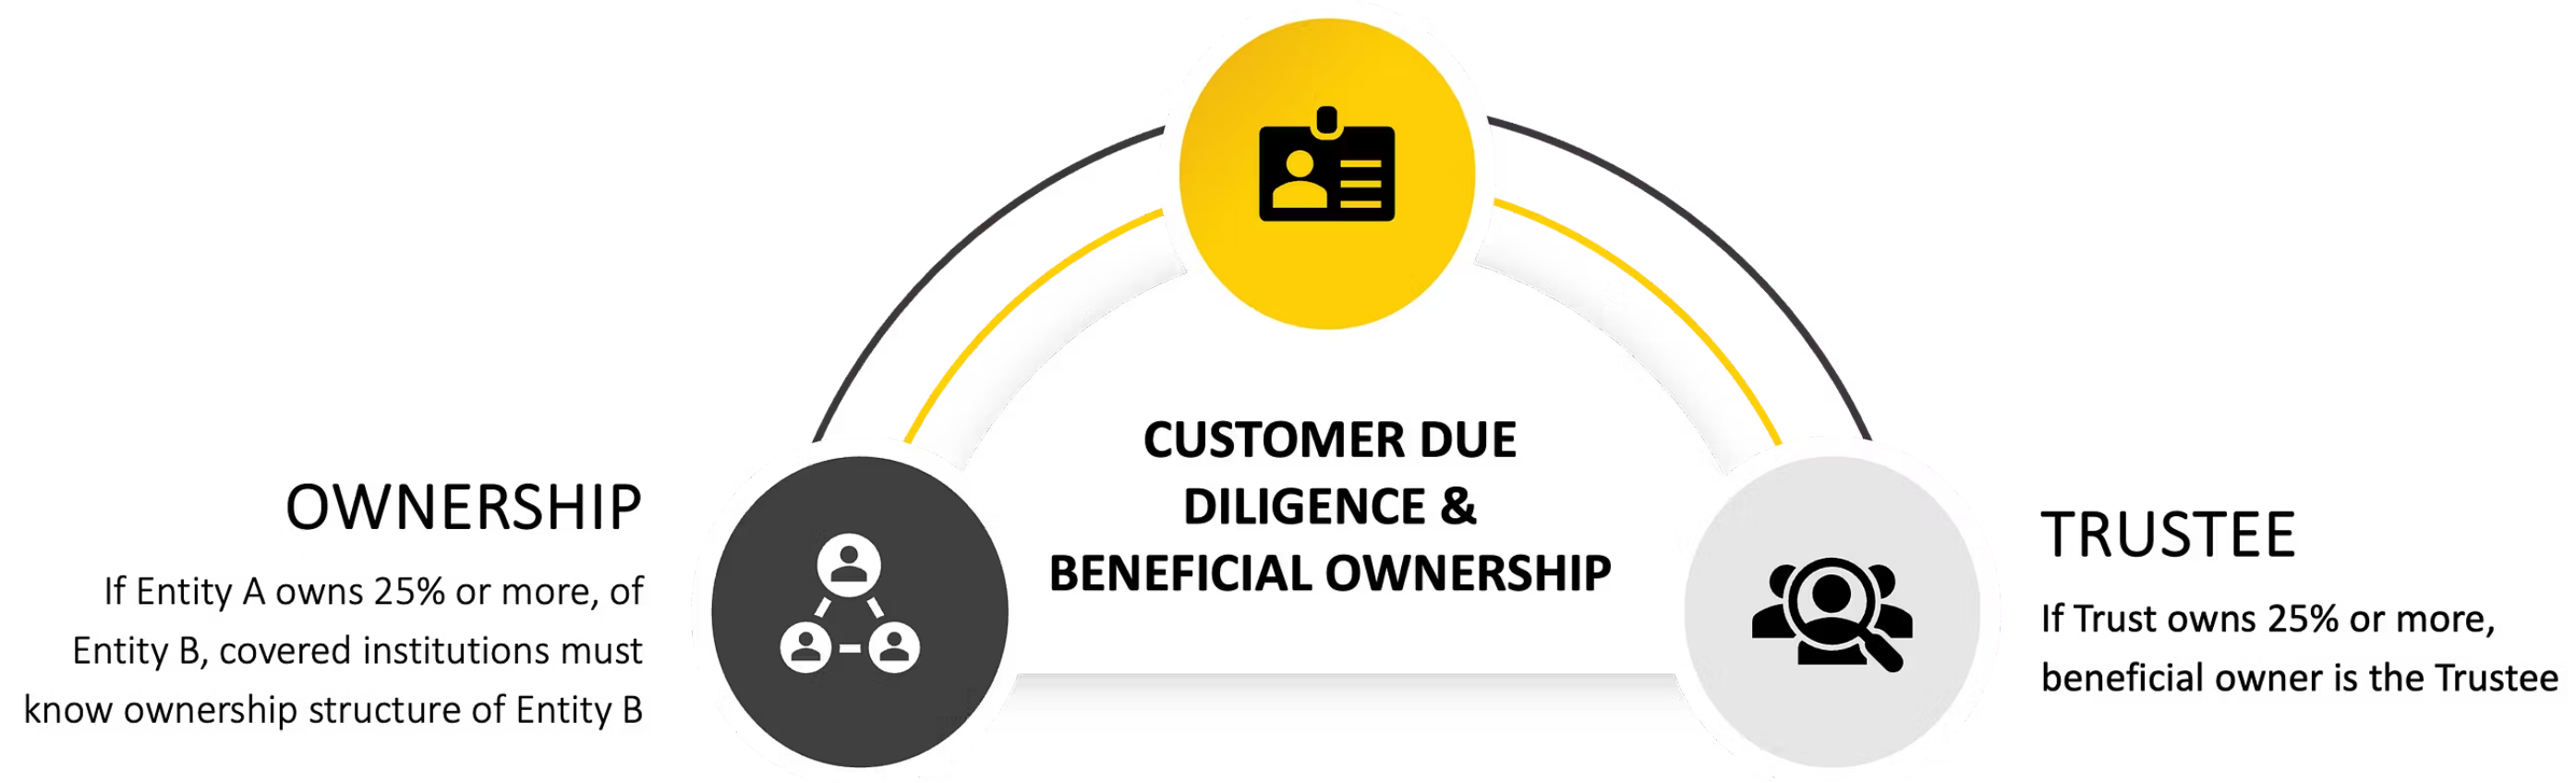 CUSTOMER DUE
DILIGENCE &
BENEFICIAL OWNERSHIP
OWNERSHIP
If Entity A owns 25% or more, of
Entity B, covered institutions must
know ownership structure of Entity B
TRUSTEE
If Trust owns 25% or more,
beneficial owner is the Trustee